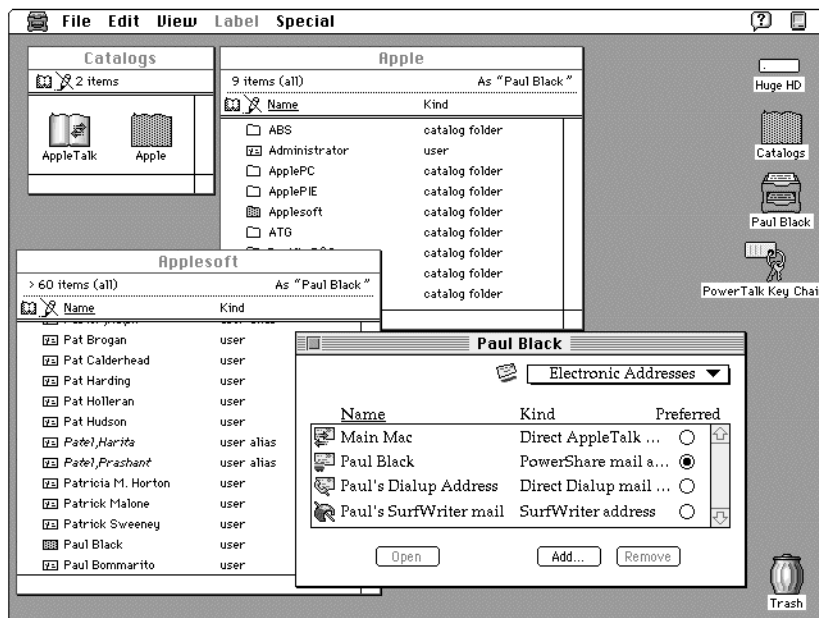 File Edit View Label Special
Catalogs
2 items
AppleTalk Apple
Apple
9 items (all) As “Paul Black”
Name Kind
ABS catalog folder
Administrator user
ApplePC catalog folder
ApplePIE catalog folder
Applesoft catalog folder
ATG catalog folder
catalog folder
catalog folder
catalog folder
Huge HD
Catalogs
Paul Black
PowerTalk Key Chai
Applesoft
> 60 items (all) As “Paul Black”
Name Kind
Pat Brogan user
Pat Calderhead user
Pat Harding user
Pat Holleran user
Pat Hudson user
Patel,Harita user alias
Patel,Prashant user alias
Patricia M. Horton user
Patrick Malone user
Patrick Sweeney user
Paul Black user
Paul Bommarito user
Paul Black
Electronic Addresses
Name Kind Preferred
Main Mac Direct AppleTalk ...
Paul Black PowerShare mail a...
Paul's Dialup Address Direct Dialup mail ...
Paul's SurfWriter mail SurfWriter address
Open Add... Remove
Trash